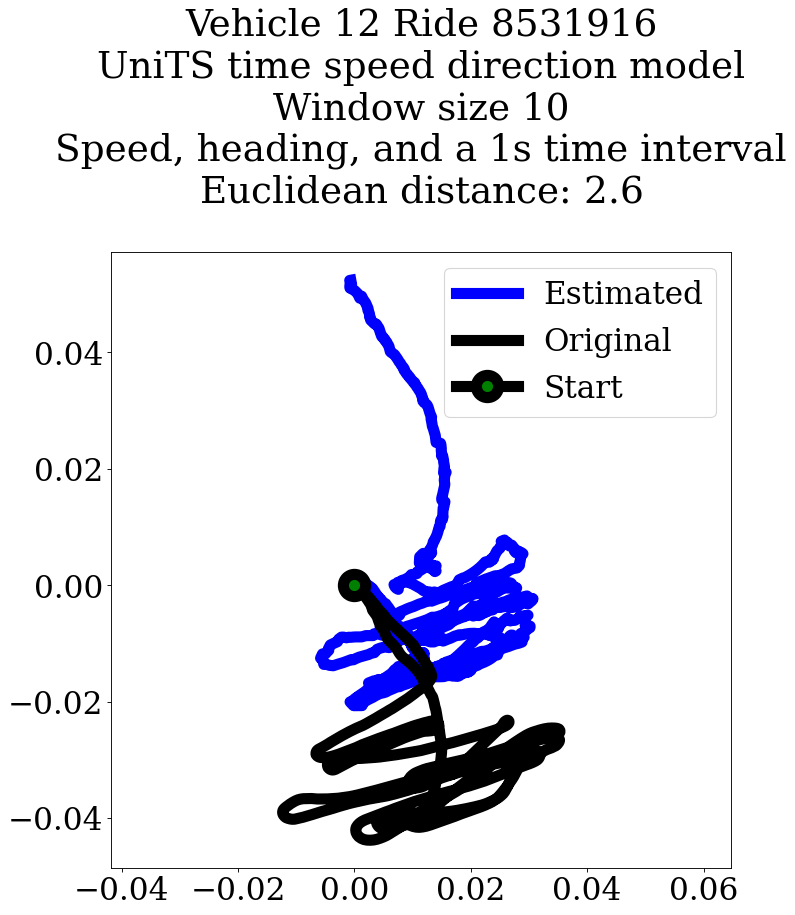 Vehicle 12 Ride 8531916
UniTS time speed direction model
Window size 10
Speed, heading, and a 1s time interval
Euclidean distance: 2.6
Estimated
Original
Start
0.04
0.02
0.00
−0.02
−0.04
−0.04 −0.02 0.00 0.02 0.04 0.06